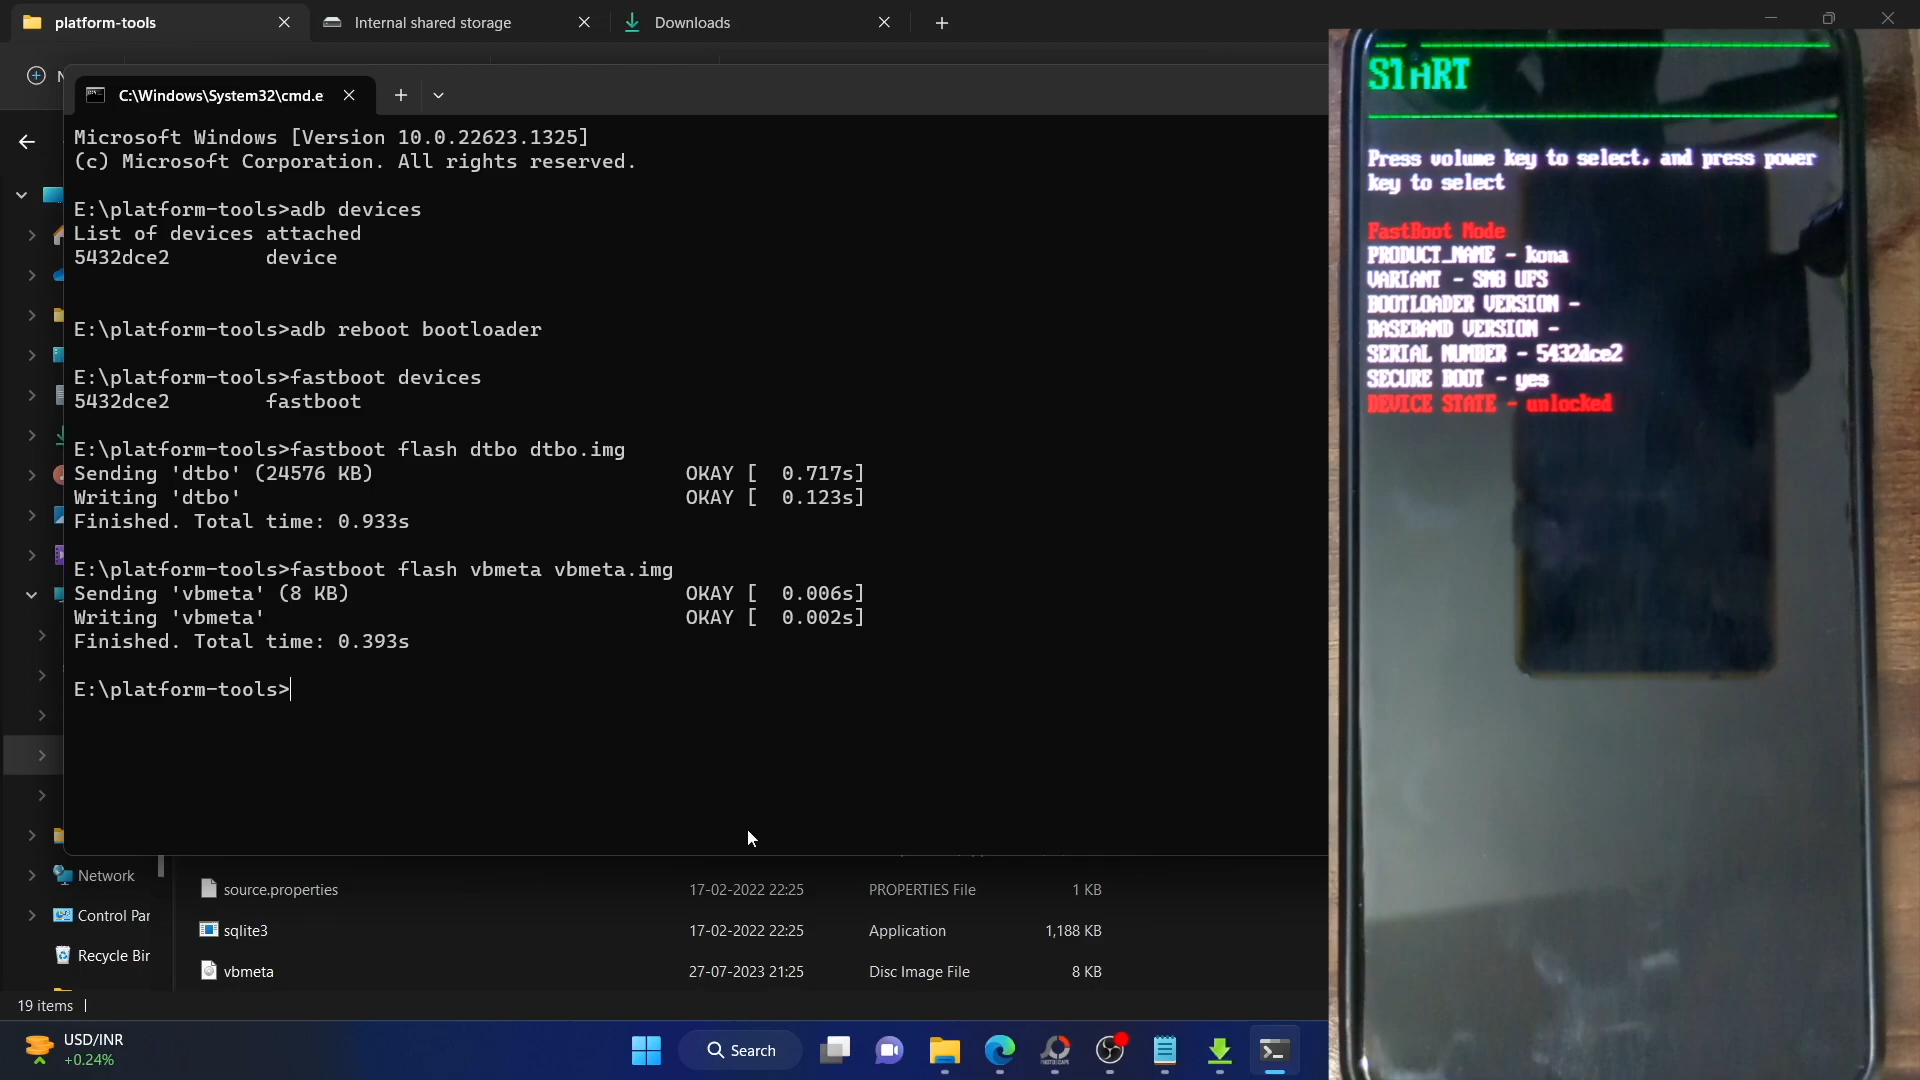 platform-tools
Internal shared storage
Downloads
C:\Windows\System32\cmd.e
Microsoft Windows [Version 10.0.22623.1325]
(c) Microsoft Corporation. All rights reserved.
E:\platform-tools>adb devices
List of devices attached
5432dce2 device
E:\platform-tools>adb reboot bootloader
E:\platform-tools>fastboot devices
5432dce2 fastboot
E:\platform-tools>fastboot flash dtbo dtbo.img
Sending 'dtbo' (24576 KB) OKAY [ 0.717s]
Writing 'dtbo' OKAY [ 0.123s]
Finished. Total time: 0.933s
E:\platform-tools>fastboot flash vbmeta vbmeta.img
Sending 'vbmeta' (8 KB) OKAY [ 0.006s]
Writing 'vbmeta' OKAY [ 0.002s]
Finished. Total time: 0.393s
E:\platform-tools>
Network
Control Par
Recycle Bir
source.properties 17-02-2022 22:25 PROPERTIES File 1 KB
sqlite3 17-02-2022 22:25 Application 1,188 KB
vbmeta 27-07-2023 21:25 Disc Image File 8 KB
19 items
USD/INR
+0.24%
Search
START
Press volume key to select, and press power
key to select
FastBoot Mode
PRODUCT_NAME - kona
VARIANT - SMB UFS
BOOTLOADER VERSION -
BASEBAND VERSION -
SERIAL NUMBER - 5432dce2
SECURE BOOT - yes
DEVICE STATE - unlocked